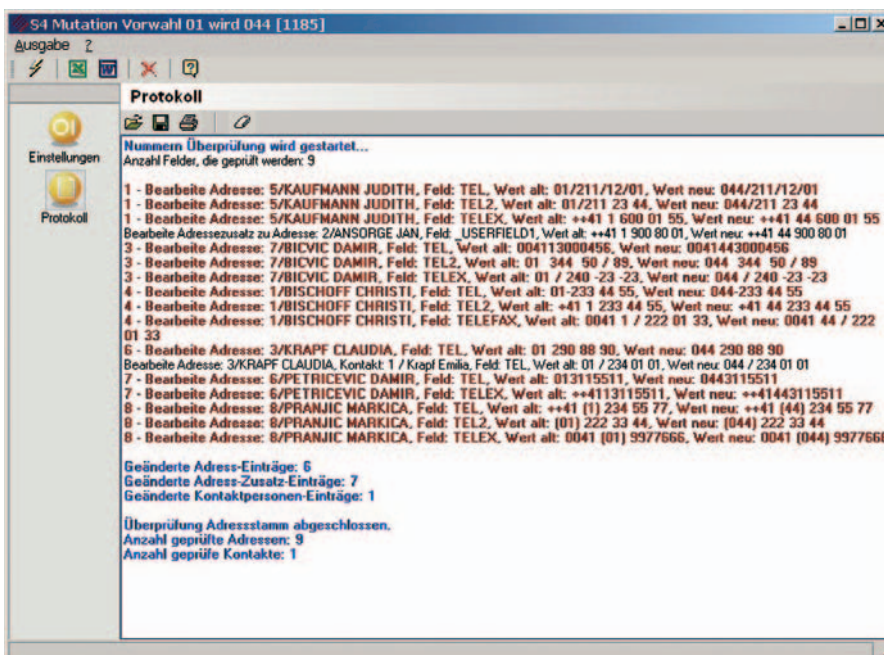 S4 Mutation Vorwahl 01 wird 044 [1185]
Ausgabe ?
Protokoll
Einstellungen
Protokoll
Nummern Überprüfung wird gestartet...
Anzahl Felder, die geprüft werden: 9
1 - Bearbeite Adresse: 5/KAUFMANN JUDITH, Feld: TEL, Wert alt: 01/211/12/01, Wert neu: 044/211/12/01
1 - Bearbeite Adresse: 5/KAUFMANN JUDITH, Feld: TEL2, Wert alt: 01/211 23 44, Wert neu: 044/211 23 44
1 - Bearbeite Adresse: 5/KAUFMANN JUDITH, Feld: TELEX, Wert alt: ++41 1 600 01 55, Wert neu: ++41 44 600 01 55
Bearbeite Adressezusatz zu Adresse: 2/ANSORGE JAN, Feld: _USERFIELD1, Wert alt: ++41 1 900 80 01, Wert neu: ++41 44 900 80 01
3 - Bearbeite Adresse: 7/BICVIC DAMIR, Feld: TEL, Wert alt: 004113000456, Wert neu: 0041443000456
3 - Bearbeite Adresse: 7/BICVIC DAMIR, Feld: TEL2, Wert alt: 01  344  50 / 89, Wert neu: 044  344  50 / 89
3 - Bearbeite Adresse: 7/BICVIC DAMIR, Feld: TELEX, Wert alt: 01 / 240 -23 -23, Wert neu: 044 / 240 -23 -23
4 - Bearbeite Adresse: 1/BISCHOFF CHRISTI, Feld: TEL, Wert alt: 01-233 44 55, Wert neu: 044-233 44 55
4 - Bearbeite Adresse: 1/BISCHOFF CHRISTI, Feld: TEL2, Wert alt: +41 1 233 44 55, Wert neu: +41 44 233 44 55
4 - Bearbeite Adresse: 1/BISCHOFF CHRISTI, Feld: TELEFAX, Wert alt: 0041 1 / 222 01 33, Wert neu: 0041 44 / 222
01 33
6 - Bearbeite Adresse: 3/KRAPF CLAUDIA, Feld: TEL, Wert alt: 01 290 88 90, Wert neu: 044 290 88 90
Bearbeite Adresse: 3/KRAPF CLAUDIA, Kontakt: 1 / Krapf Emilia, Feld: TEL, Wert alt: 01 / 234 01 01, Wert neu: 044 / 234 01 01
7 - Bearbeite Adresse: 6/PETRICEVIC DAMIR, Feld: TEL, Wert alt: 013115511, Wert neu: 0443115511
7 - Bearbeite Adresse: 6/PETRICEVIC DAMIR, Feld: TELEX, Wert alt: ++4113115511, Wert neu: ++41443115511
8 - Bearbeite Adresse: 8/PRANJIC MARKICA, Feld: TEL, Wert alt: ++41 (1) 234 55 77, Wert neu: ++41 (44) 234 55 77
8 - Bearbeite Adresse: 8/PRANJIC MARKICA, Feld: TEL2, Wert alt: (01) 222 33 44, Wert neu: (044) 222 33 44
8 - Bearbeite Adresse: 8/PRANJIC MARKICA, Feld: TELEX, Wert alt: 0041 (01) 9977666, Wert neu: 0041 (044) 9977666
Geänderte Adress-Einträge: 6
Geänderte Adress-Zusatz-Einträge: 7
Geänderte Kontaktpersonen-Einträge: 1
Überprüfung Adressstamm abgeschlossen.
Anzahl geprüfte Adressen: 9
Anzahl geprüfe Kontakte: 1